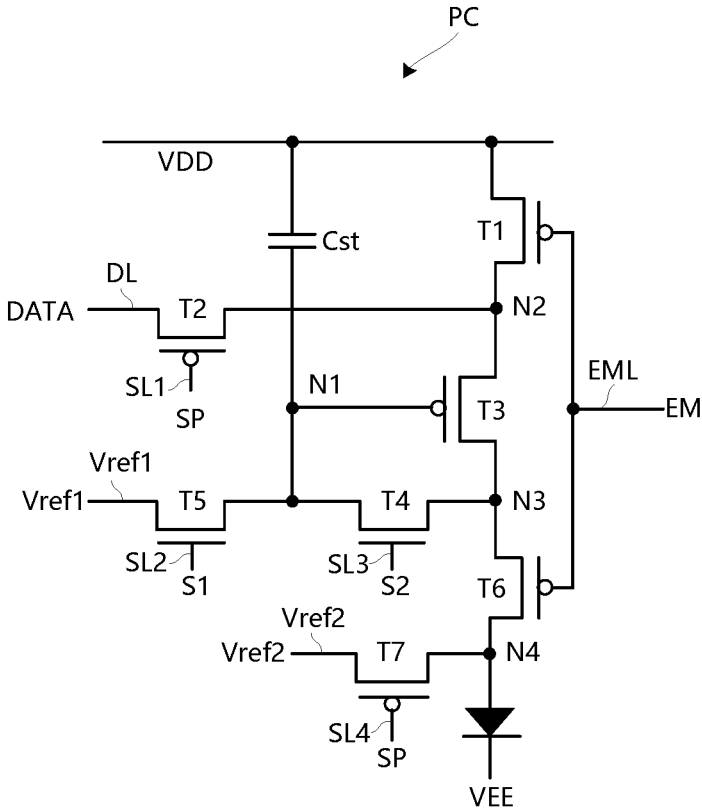 PC
VDD
T1
Cst
DL
DATA
T2
N2
SL1
SP
N1
T3
EML
EM
Vref1
Vref1
T5
T4
N3
SL2
S1
SL3
S2
T6
Vref2
Vref2
T7
N4
SL4
SP
VEE